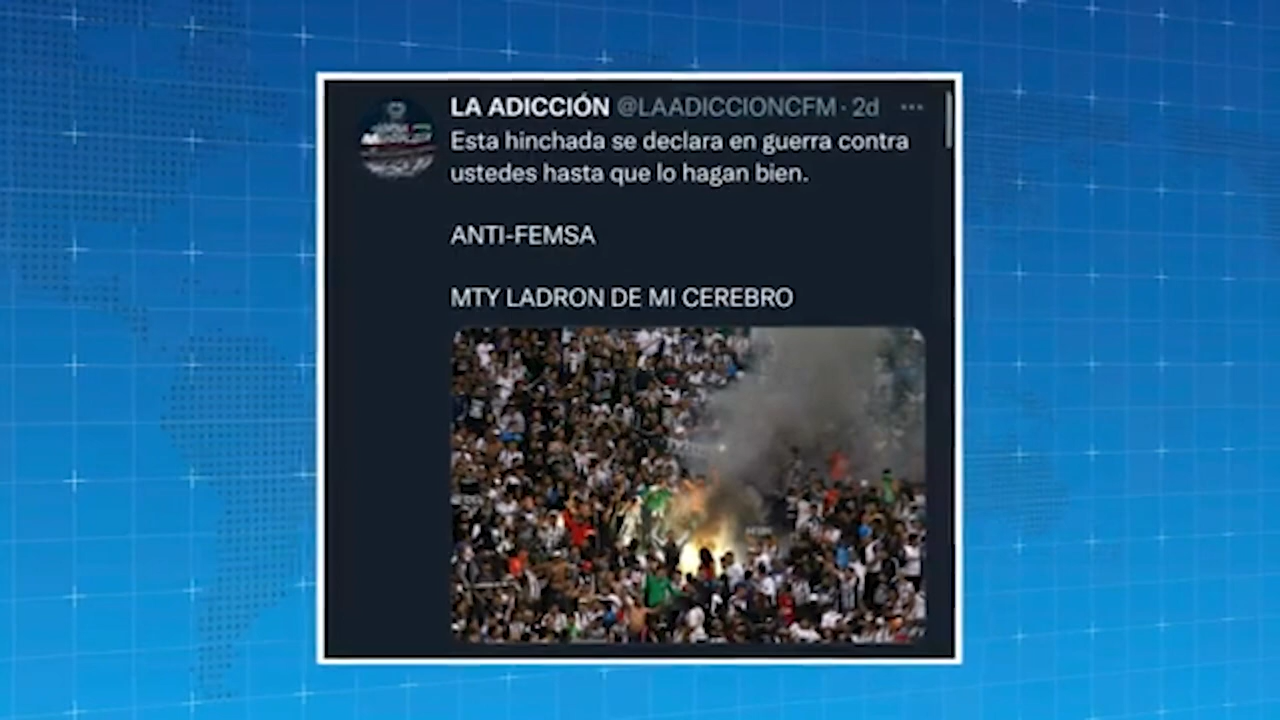 LA ADICCIÓN @LAADICCIONCFM · 2d ...
Esta hinchada se declara en guerra contra
ustedes hasta que lo hagan bien.
ANTI-FEMSA
MTY LADRON DE MI CEREBRO